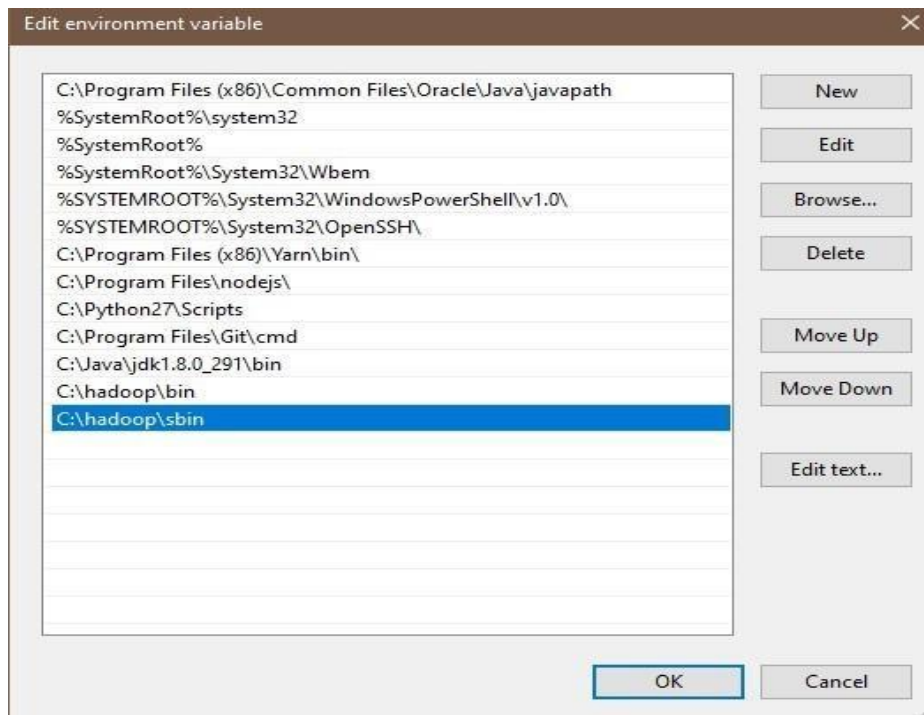 Edit environment variable
C:\Program Files (x86)\Common Files\Oracle\Java\javapath
%SystemRoot%\system32
%SystemRoot%
%SystemRoot%\System32\Wbem
%SYSTEMROOT%\System32\WindowsPowerShell\v1.0\
%SYSTEMROOT%\System32\OpenSSH\
C:\Program Files (x86)\Yarn\bin\
C:\Program Files\nodejs\
C:\Python27\Scripts
C:\Program Files\Git\cmd
C:\Java\jdk1.8.0_291\bin
C:\hadoop\bin
C:\hadoop\sbin
New
Edit
Browse...
Delete
Move Up
Move Down
Edit text...
OK
Cancel